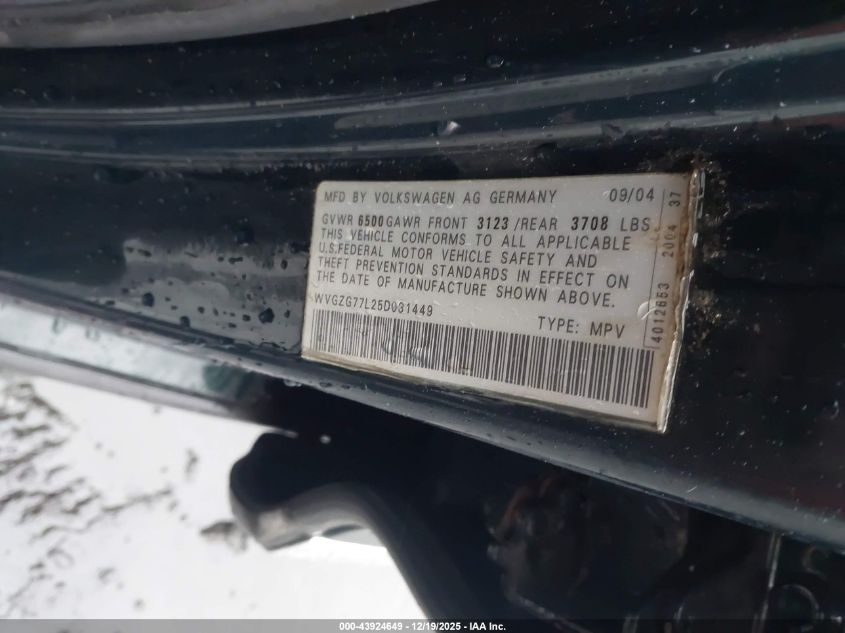 MFD BY VOLKSWAGEN AG GERMANY 09/04
GVWR 6500 GAWR FRONT 3123 /REAR 3708 LBS
THIS VEHICLE CONFORMS TO ALL APPLICABLE
U.S.FEDERAL MOTOR VEHICLE SAFETY AND
THEFT PREVENTION STANDARDS IN EFFECT ON
THE DATE OF MANUFACTURE SHOWN ABOVE.
WVGZG77L25D031449
TYPE: MPV
4012653 2004 37
000-43924649 - 12/19/2025 - IAA Inc.